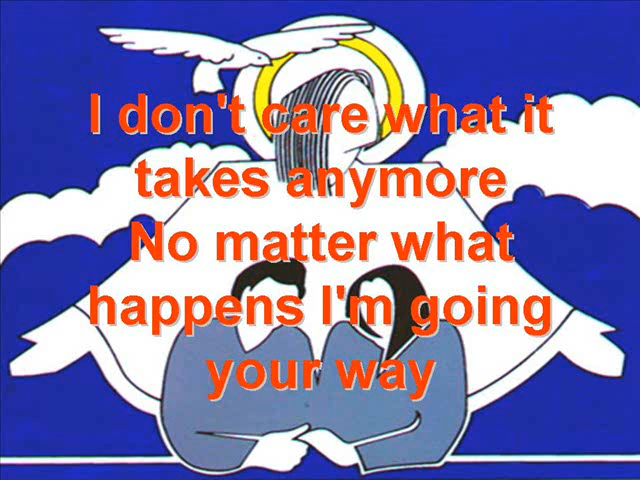 I don't care what it
takes anymore
No matter what
happens I'm going
your way